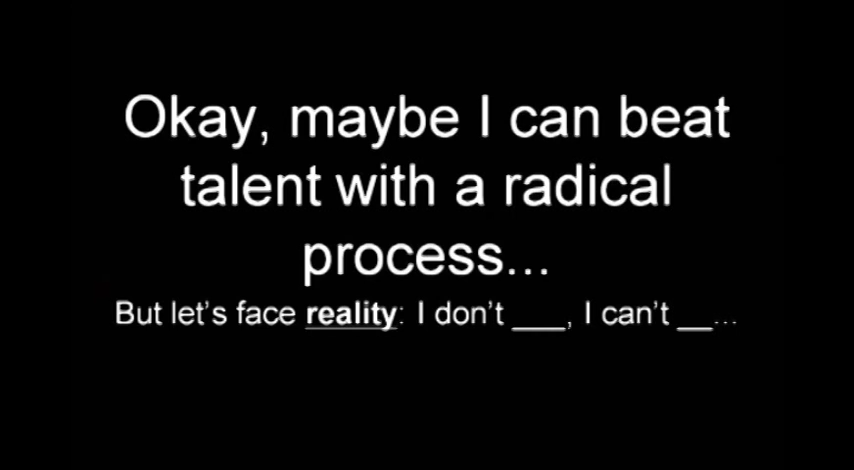 Okay, maybe I can beat
talent with a radical
process...
But let's face reality: I don't ___, I can't __...